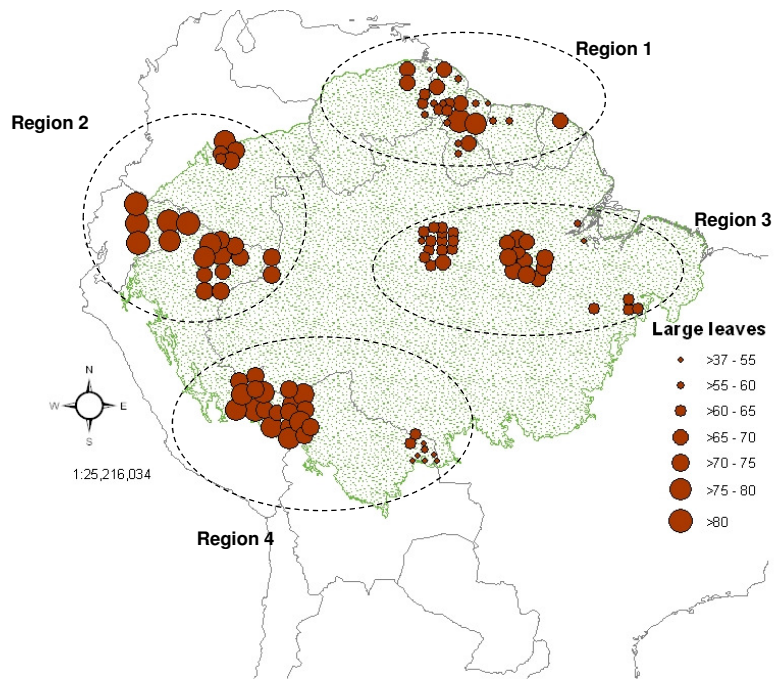 Region 1
Region 2
Region 3
Large leaves
>37 - 55
>55 - 60
>60 - 65
>65 - 70
>70 - 75
>75 - 80
>80
N
W E
S
1:25,216,034
Region 4